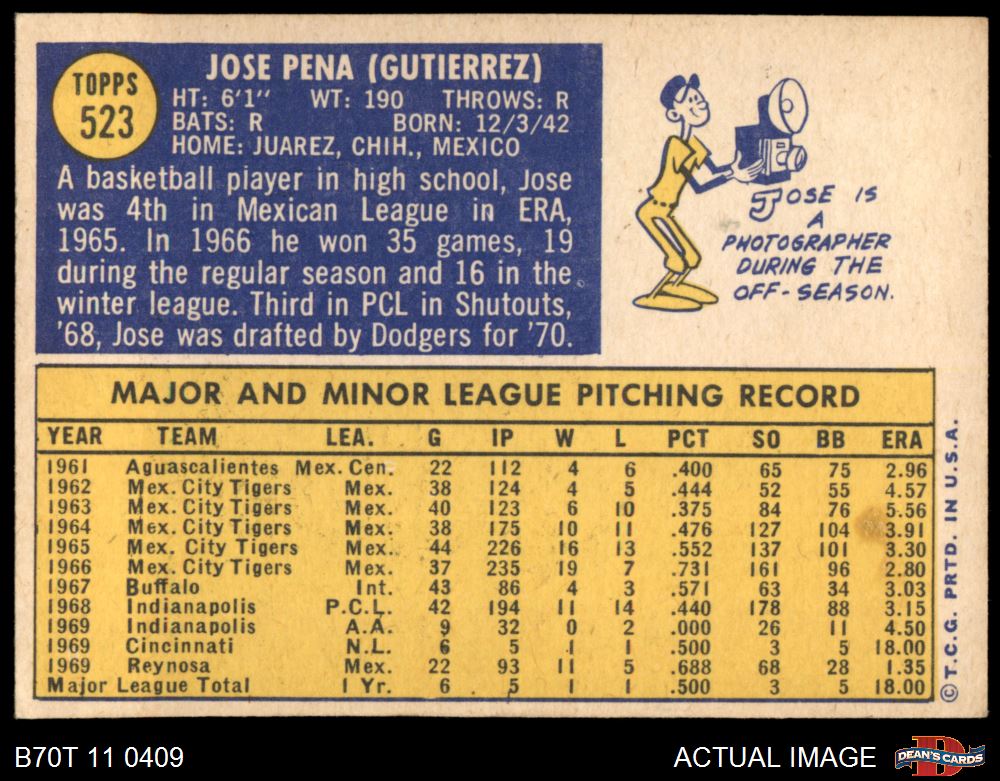 TOPPS
523
JOSE PENA (GUTIERREZ)
HT: 6'1" WT: 190 THROWS: R
BATS: R BORN: 12/3/42
HOME: JUAREZ, CHIH., MEXICO
A basketball player in high school, Jose
was 4th in Mexican League in ERA,
1965. In 1966 he won 35 games, 19
during the regular season and 16 in the
winter league. Third in PCL in Shutouts,
'68, Jose was drafted by Dodgers for '70.
JOSE IS
A
PHOTOGRAPHER
DURING THE
OFF-SEASON.
MAJOR AND MINOR LEAGUE PITCHING RECORD
YEAR TEAM LEA. G IP W L PCT SO BB ERA
1961 Aguascalientes Mex. Cen. 22 112 4 6 .400 65 75 2.96
1962 Mex. City Tigers Mex. 38 124 4 5 .444 52 55 4.57
1963 Mex. City Tigers Mex. 40 123 6 10 .375 84 76 5.56
1964 Mex. City Tigers Mex. 38 175 10 11 .476 127 104 3.91
1965 Mex. City Tigers Mex. 44 226 16 13 .552 137 101 3.30
1966 Mex. City Tigers Mex. 37 235 19 7 .731 161 96 2.80
1967 Buffalo Int. 43 86 4 3 .571 63 34 3.03
1968 Indianapolis P.C.L. 42 194 11 14 .440 178 88 3.15
1969 Indianapolis A.A. 9 32 0 2 .000 26 11 4.50
1969 Cincinnati N.L. 6 5 1 1 .500 3 5 18.00
1969 Reynosa Mex. 22 93 11 5 .688 68 28 1.35
Major League Total 1 Yr. 6 5 1 1 .500 3 5 18.00
© T.C.G. PRTD. IN U.S.A.
B70T 11 0409
ACTUAL IMAGE
D
DEAN'S CARDS